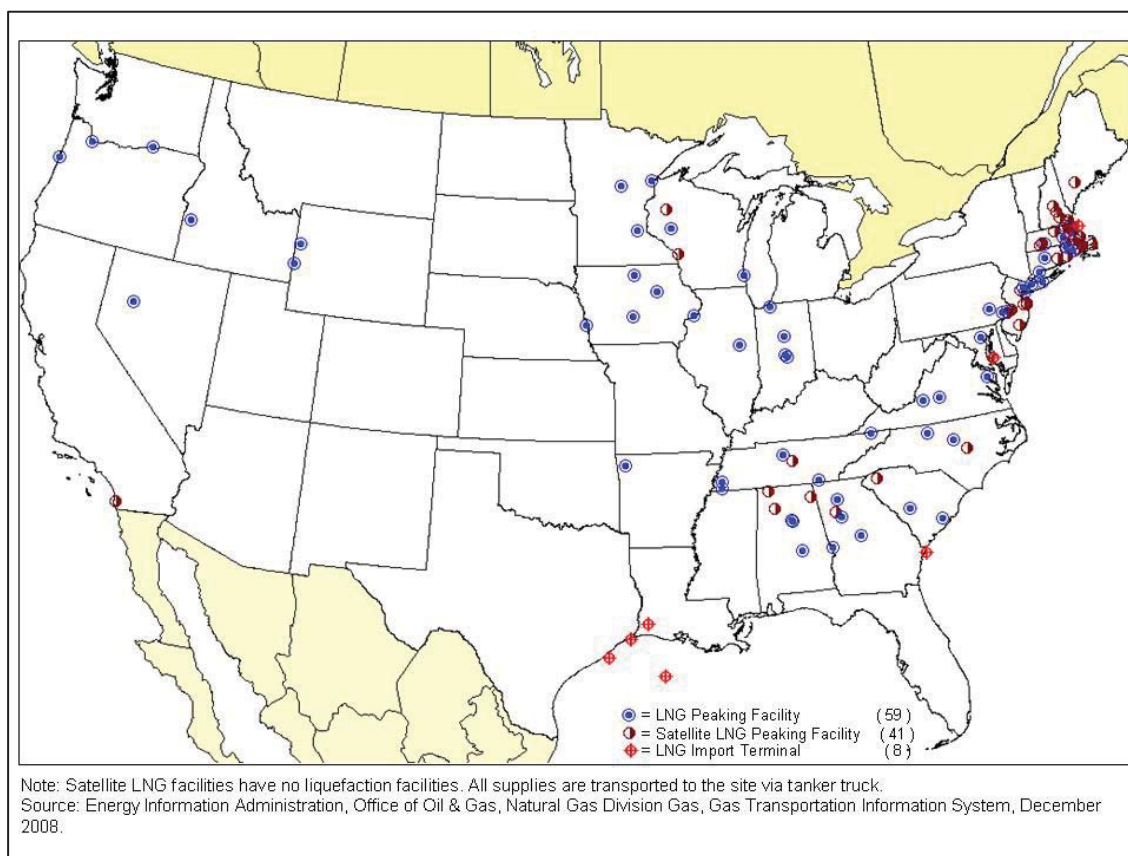 = LNG Peaking Facility (59)
= Satellite LNG Peaking Facility (41)
= LNG Import Terminal (8)
Note: Satellite LNG facilities have no liquefaction facilities. All supplies are transported to the site via tanker truck.
Source: Energy Information Administration, Office of Oil & Gas, Natural Gas Division Gas, Gas Transportation Information System, December
2008.